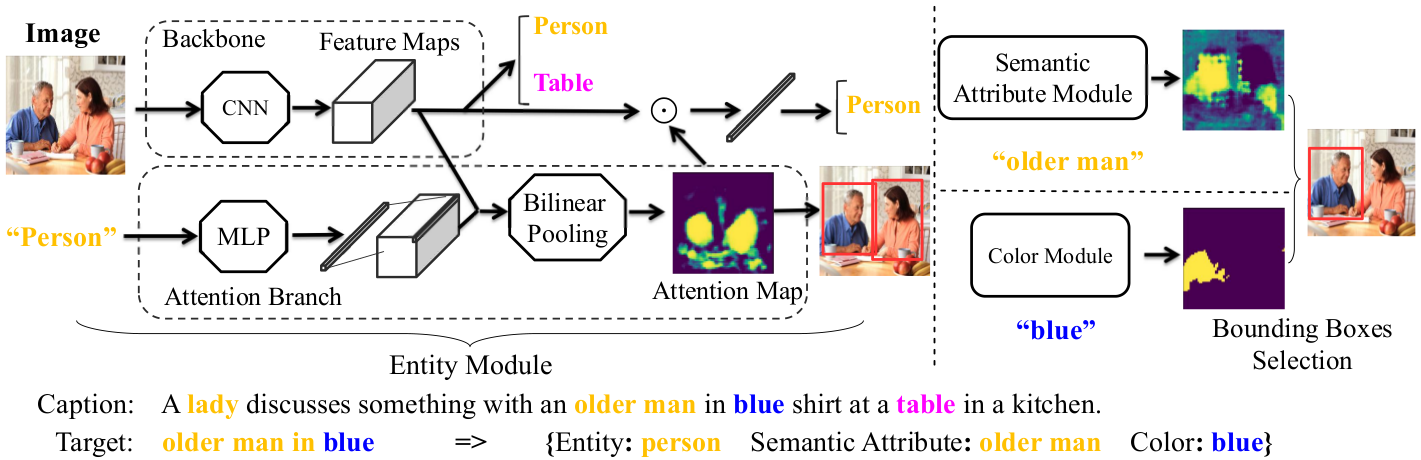 Image
Backbone
Feature Maps
CNN
Person
Table
Person
“Person”
MLP
Bilinear
Pooling
Attention Branch
Attention Map
Entity Module
Semantic
Attribute Module
“older man”
Color Module
“blue”
Bounding Boxes
Selection
Caption: A lady discusses something with an older man in blue shirt at a table in a kitchen.
Target: older man in blue => {Entity: person Semantic Attribute: older man Color: blue}